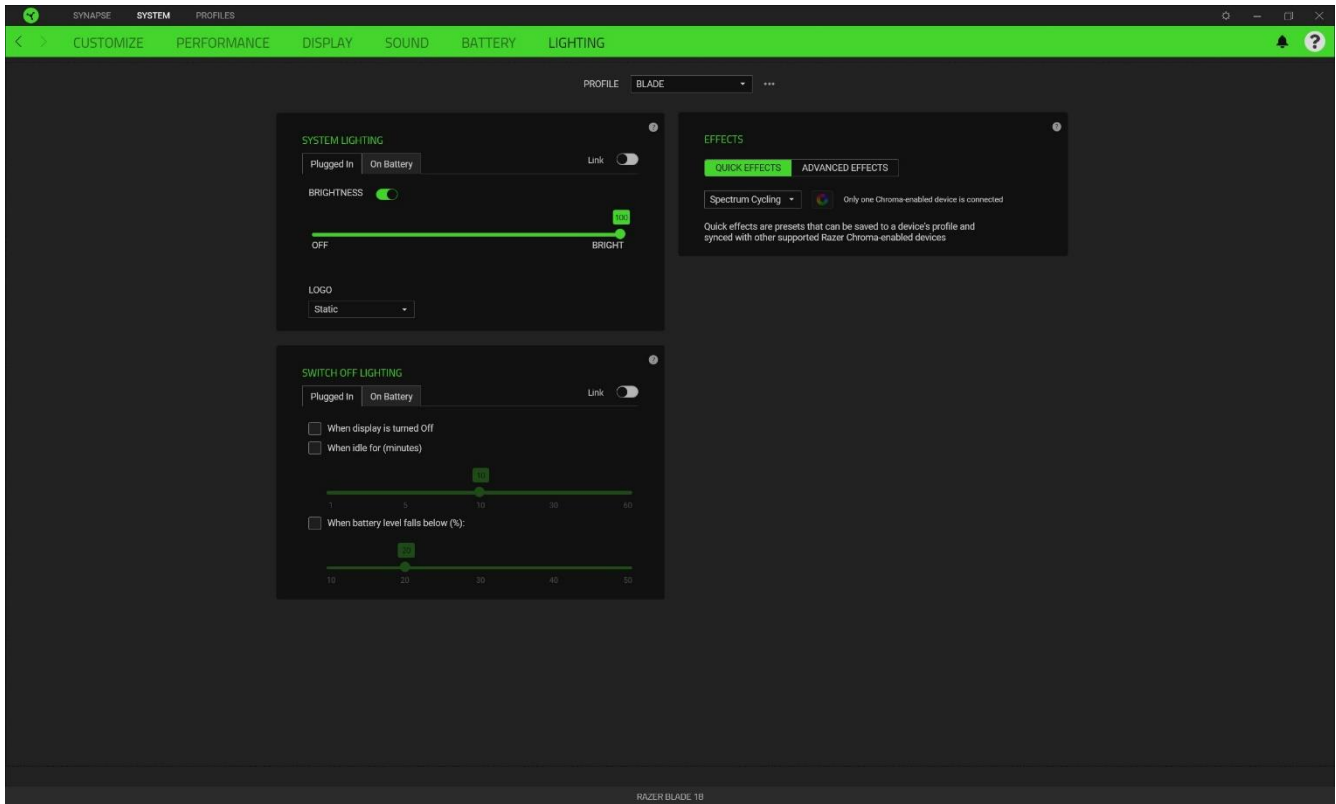 SYNAPSE SYSTEM PROFILES
CUSTOMIZE PERFORMANCE DISPLAY SOUND BATTERY LIGHTING
PROFILE BLADE
SYSTEM LIGHTING
Plugged In On Battery Link
BRIGHTNESS
100
OFF BRIGHT
LOGO
Static
EFFECTS
QUICK EFFECTS ADVANCED EFFECTS
Spectrum Cycling Only one Chroma-enabled device is connected
Quick effects are presets that can be saved to a device's profile and
synced with other supported Razer Chroma-enabled devices
SWITCH OFF LIGHTING
Plugged In On Battery Link
When display is turned Off
When idle for (minutes)
10
1 5 10 30 60
When battery level falls below (%):
20
10 20 30 40 50
RAZER BLADE 18